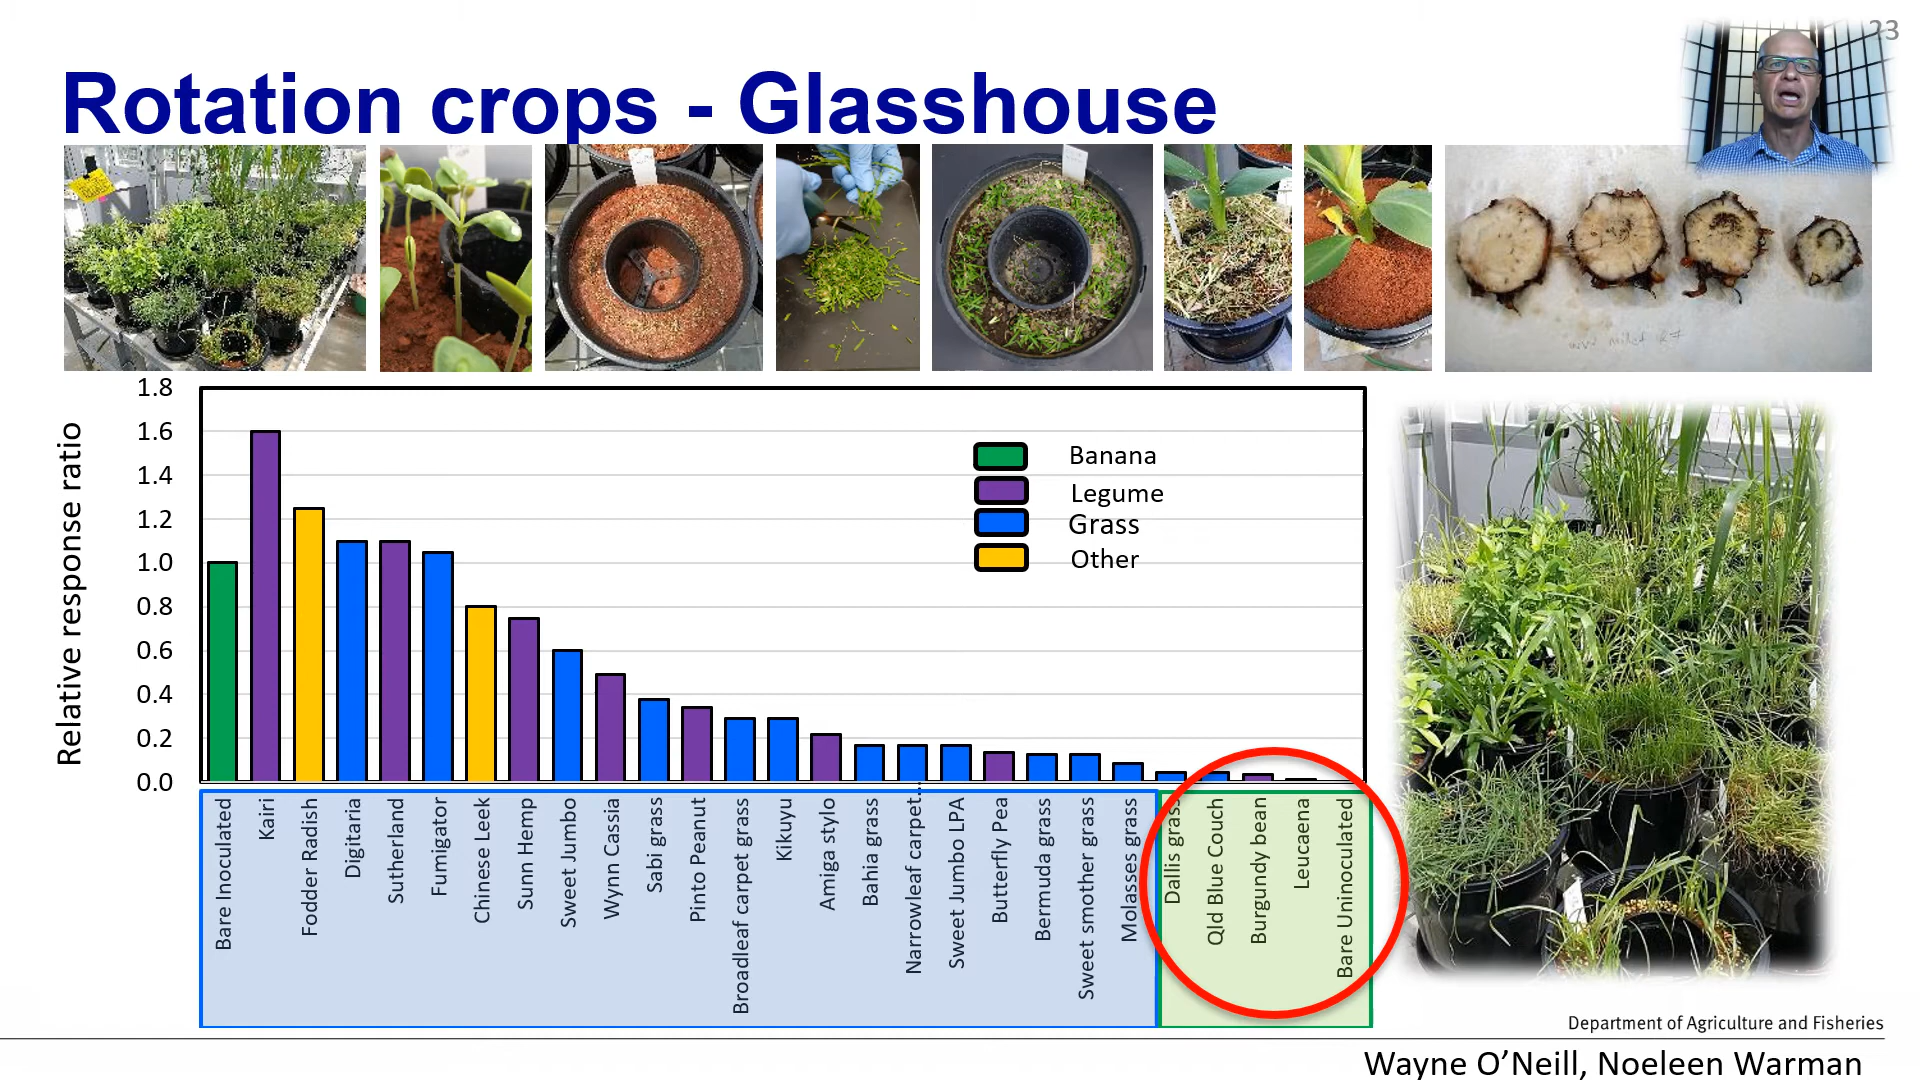 23
Rotation crops - Glasshouse
Relative response ratio
1.8
1.6
1.4
1.2
1.0
0.8
0.6
0.4
0.2
0.0
Banana
Legume
Grass
Other
Bare Inoculated
Kairi
Fodder Radish
Digitaria
Sutherland
Fumigator
Chinese Leek
Sunn Hemp
Sweet Jumbo
Wynn Cassia
Sabi grass
Pinto Peanut
Broadleaf carpet grass
Kikuyu
Amiga stylo
Bahia grass
Narrowleaf carpet...
Sweet Jumbo LPA
Butterfly Pea
Bermuda grass
Sweet smother grass
Molasses grass
Dallis grass
Qld Blue Couch
Burgundy bean
Leucaena
Bare Uninoculated
Department of Agriculture and Fisheries
Wayne O’Neill, Noeleen Warman